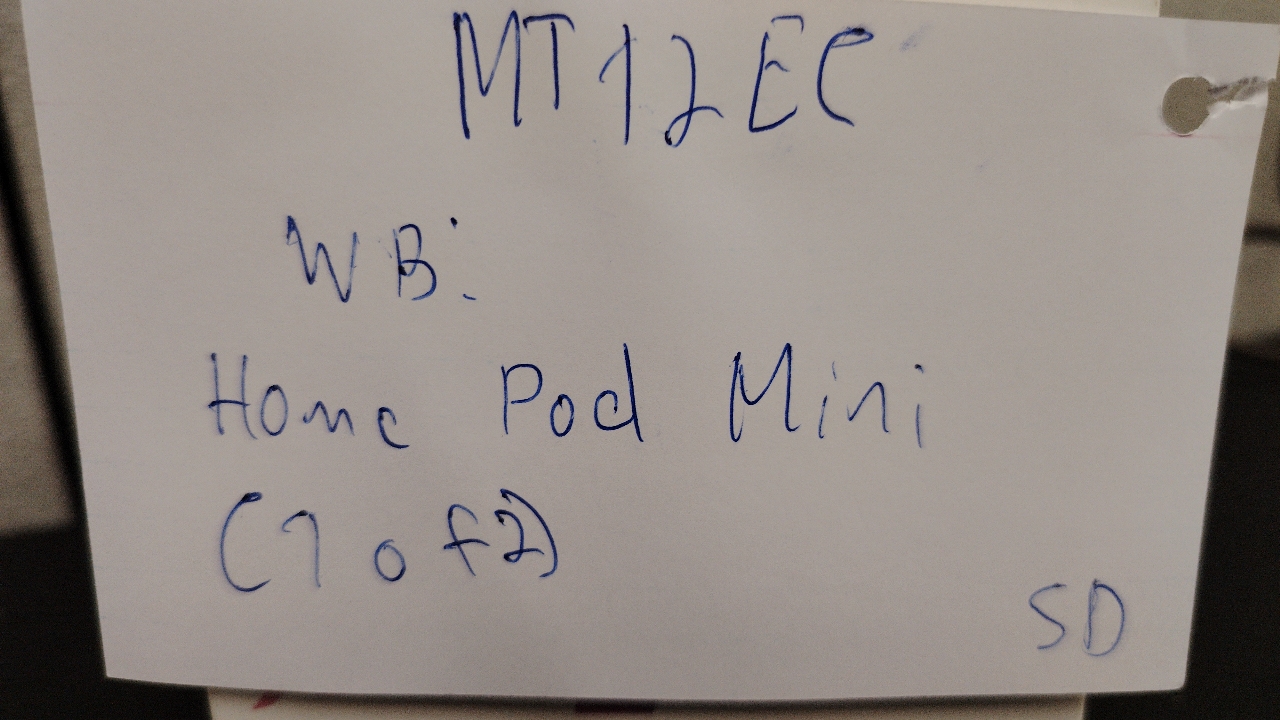 MT12EC
WB:
Home Pod Mini
(1 of 2)
SD